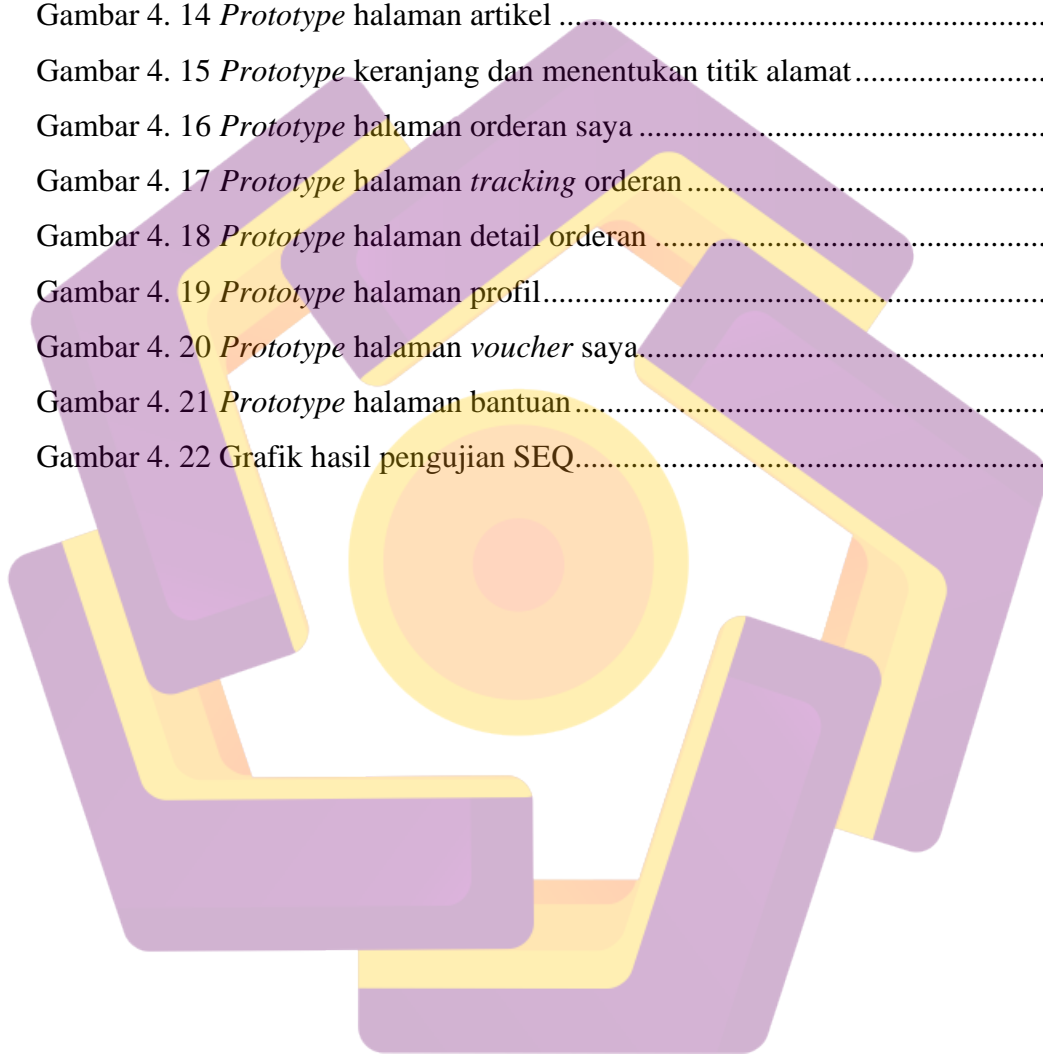 Gambar 4. 14 Prototype halaman artikel ........................................................
Gambar 4. 15 Prototype keranjang dan menentukan titik alamat ......................
Gambar 4. 16 Prototype halaman orderan saya ..............................................
Gambar 4. 17 Prototype halaman tracking orderan ........................................
Gambar 4. 18 Prototype halaman detail orderan ............................................
Gambar 4. 19 Prototype halaman profil..........................................................
Gambar 4. 20 Prototype halaman voucher saya..............................................
Gambar 4. 21 Prototype halaman bantuan ......................................................
Gambar 4. 22 Grafik hasil pengujian SEQ......................................................